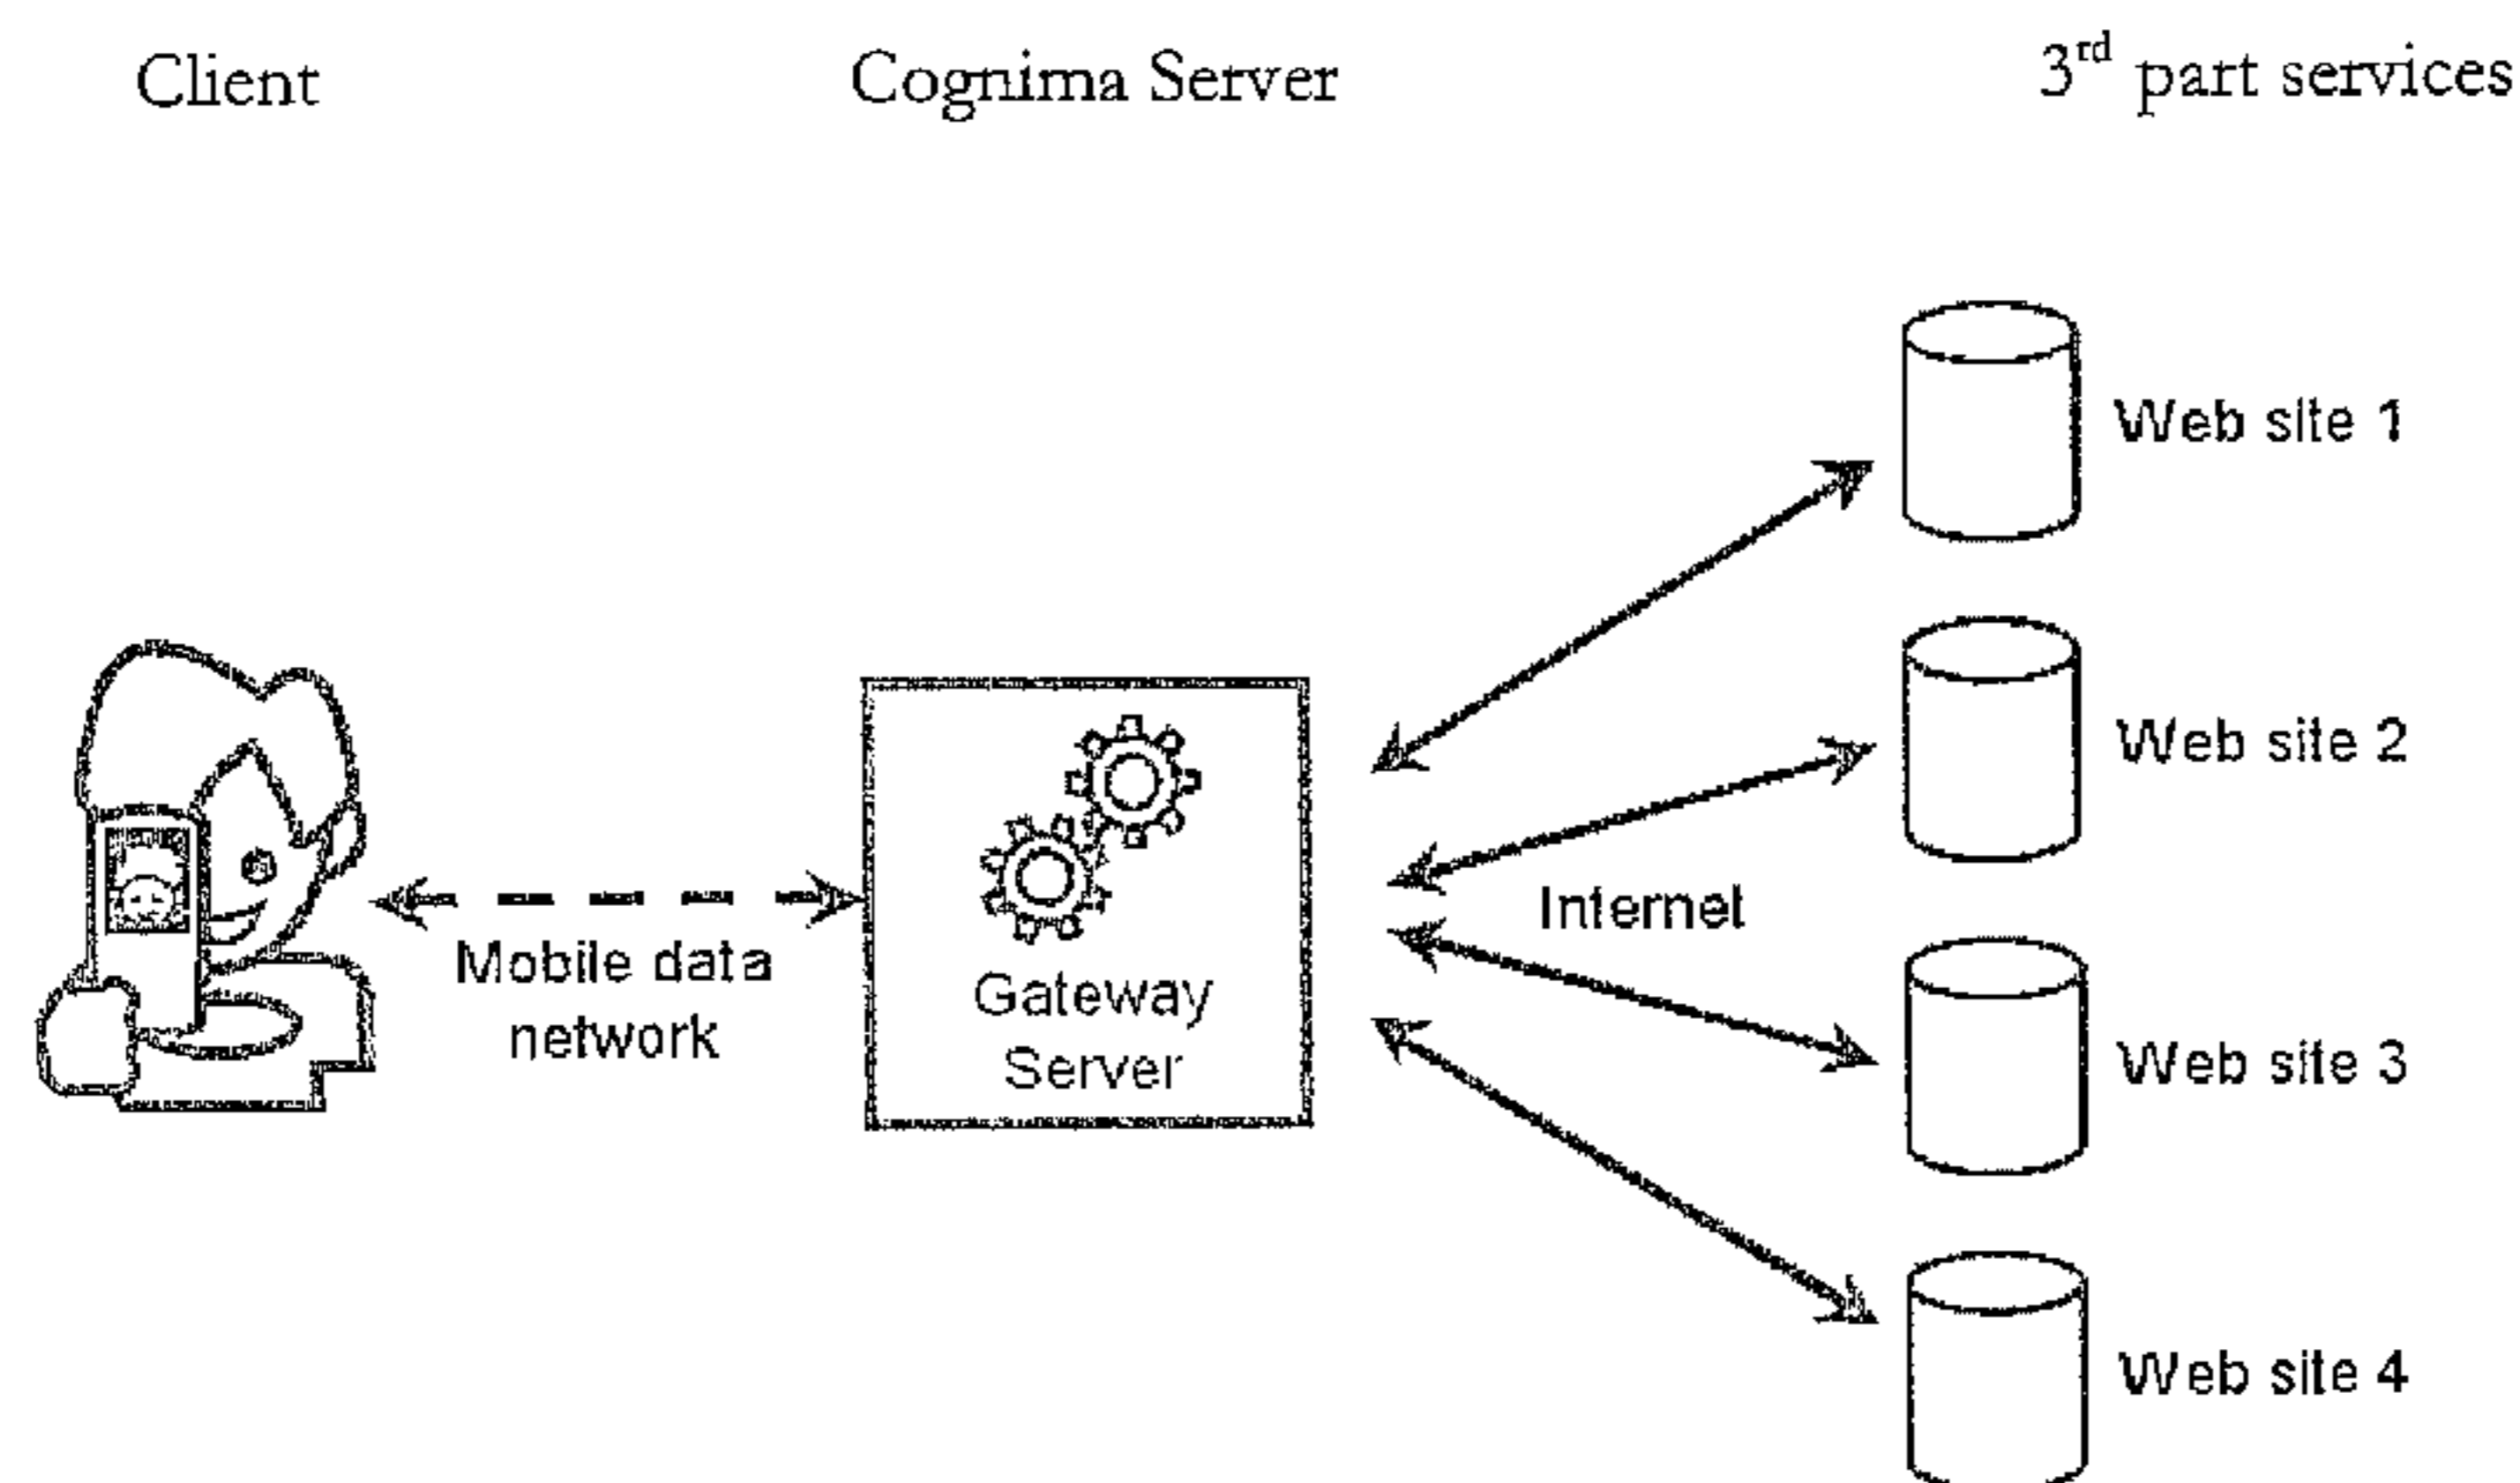 Client
Cognima Server
3rd part services
Web site 1
Web site 2
Internet
Mobile data
network
Gateway
Server
Web site 3
Web site 4